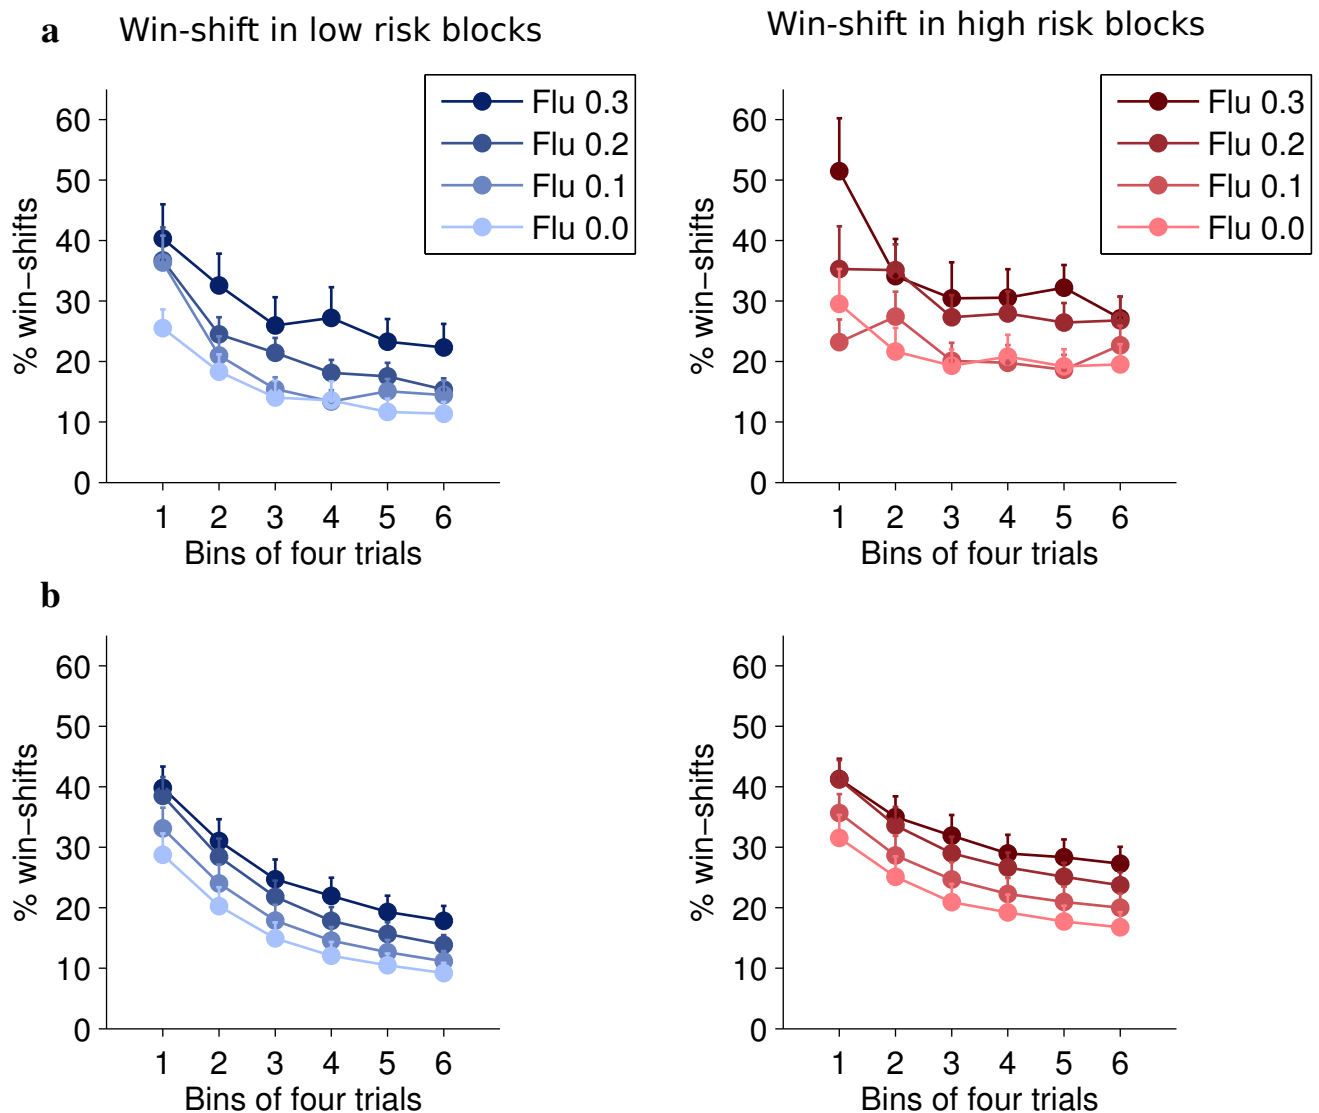 a
Win-shift in low risk blocks
Flu 0.3
Flu 0.2
Flu 0.1
Flu 0.0
% win−shifts
60
50
40
30
20
10
0
1 2 3 4 5 6
Bins of four trials
Win-shift in high risk blocks
Flu 0.3
Flu 0.2
Flu 0.1
Flu 0.0
% win−shifts
60
50
40
30
20
10
0
1 2 3 4 5 6
Bins of four trials
b
% win−shifts
60
50
40
30
20
10
0
1 2 3 4 5 6
Bins of four trials
% win−shifts
60
50
40
30
20
10
0
1 2 3 4 5 6
Bins of four trials